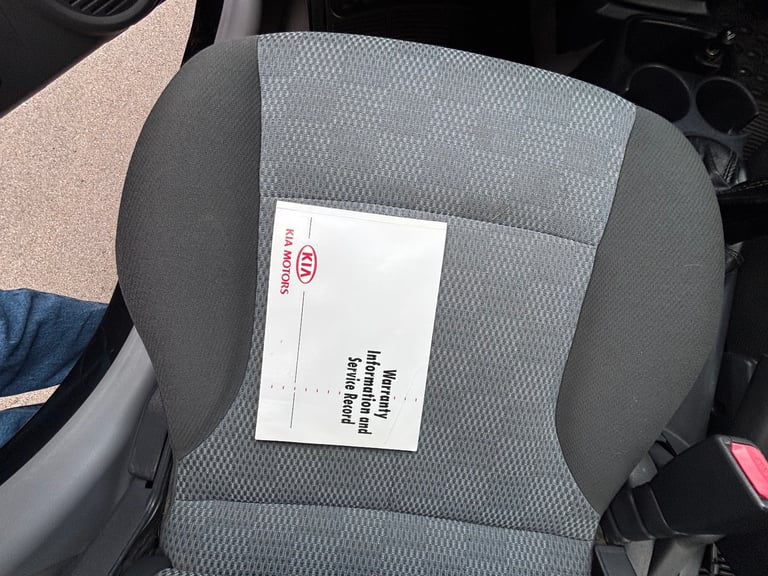 Warranty
Information and
Service Record
KIA
KIA MOTORS